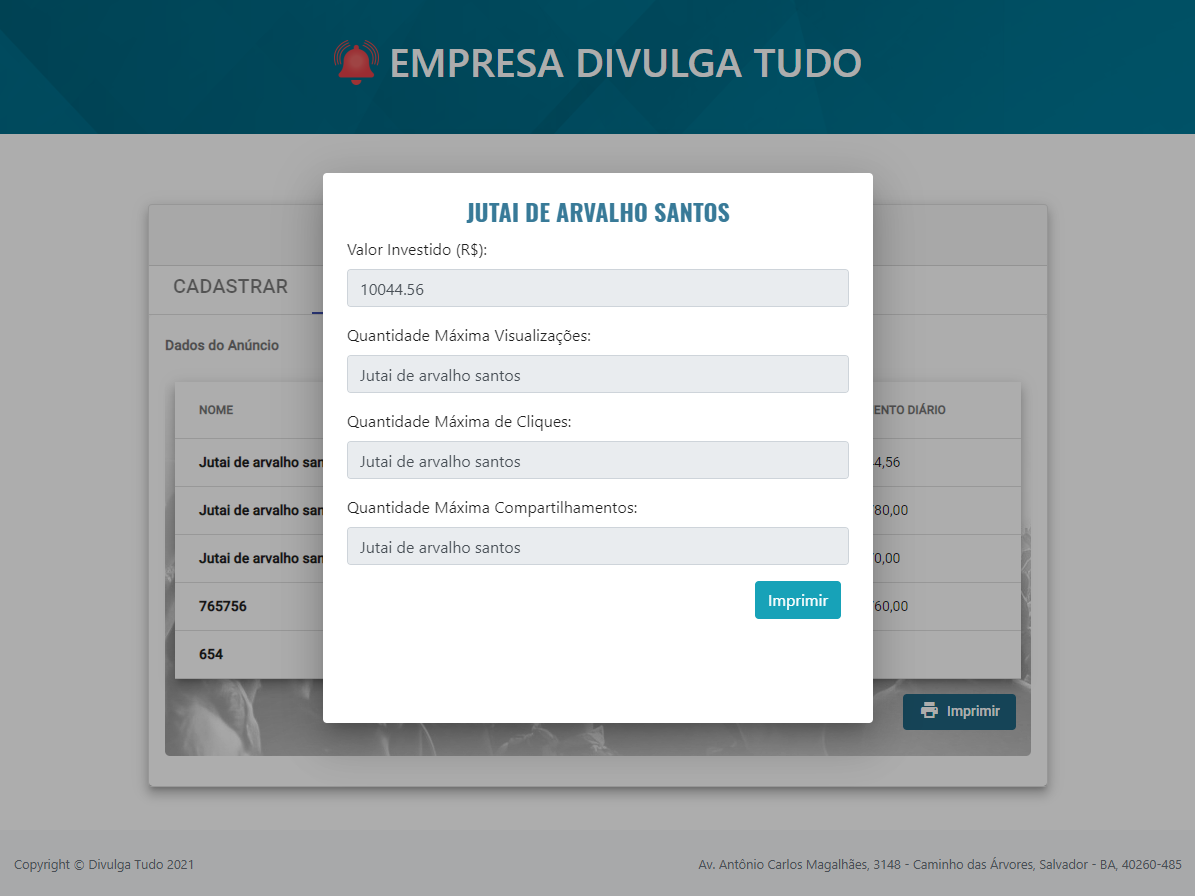 EMPRESA DIVULGA TUDO
JUTAI DE ARVALHO SANTOS
Valor Investido (R$):
10044.56
Quantidade Máxima Visualizações:
Jutai de arvalho santos
Quantidade Máxima de Cliques:
Jutai de arvalho santos
Quantidade Máxima Compartilhamentos:
Jutai de arvalho santos
Imprimir
CADASTRAR
Dados do Anúncio
NOME
ENTO DIÁRIO
Jutai de arvalho san
4,56
Jutai de arvalho san
80,00
Jutai de arvalho san
0,00
765756
60,00
654
Imprimir
Copyright © Divulga Tudo 2021
Av. Antônio Carlos Magalhães, 3148 - Caminho das Árvores, Salvador - BA, 40260-485